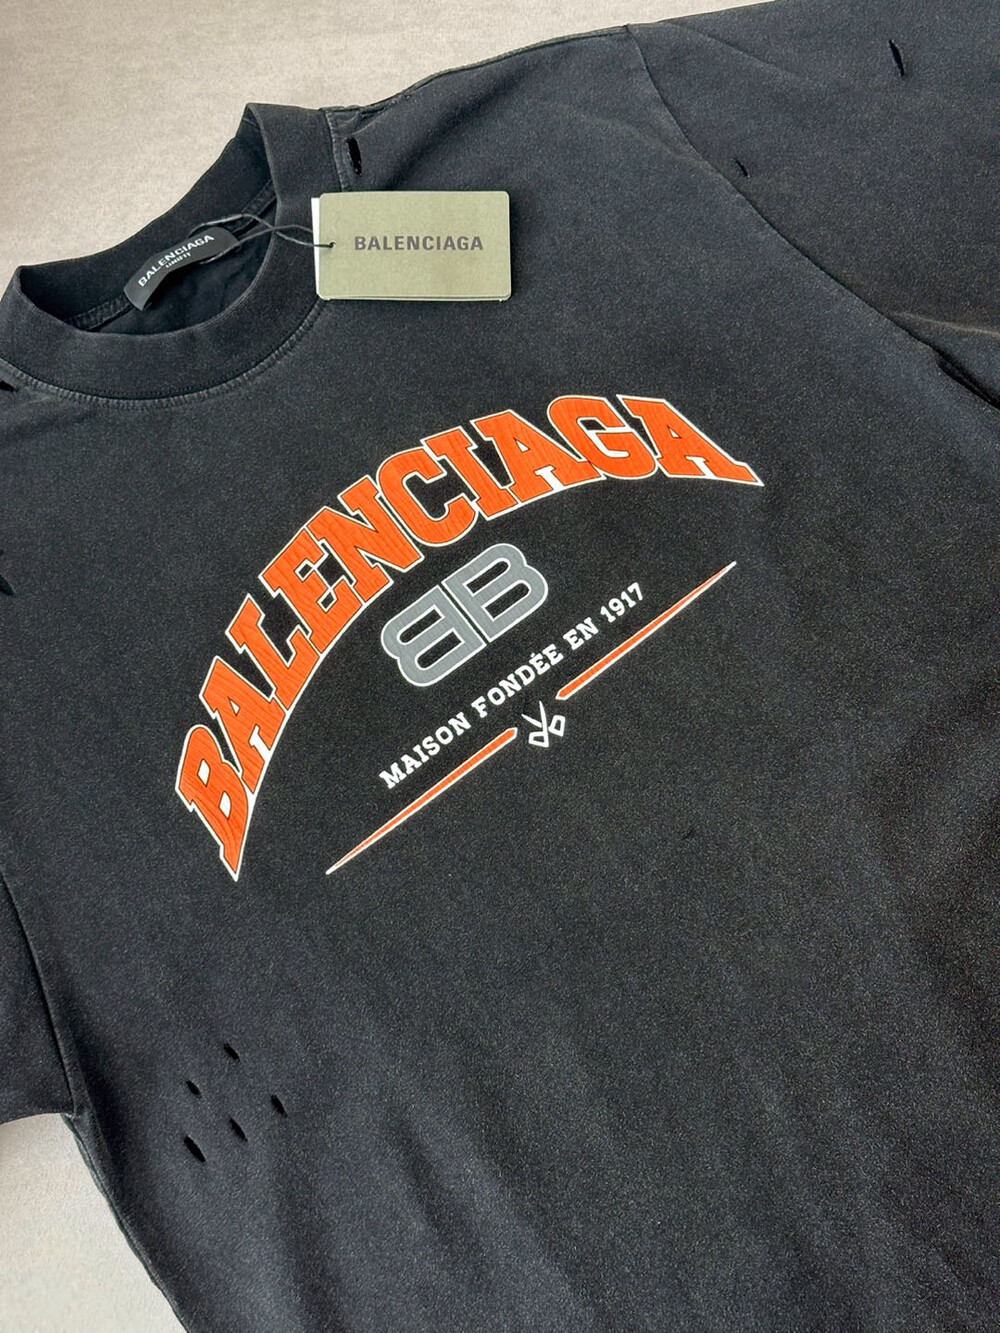 BALENCIAGA
BALENCIAGA
BALENCIAGA
BB
MAISON FONDÉE EN 1917